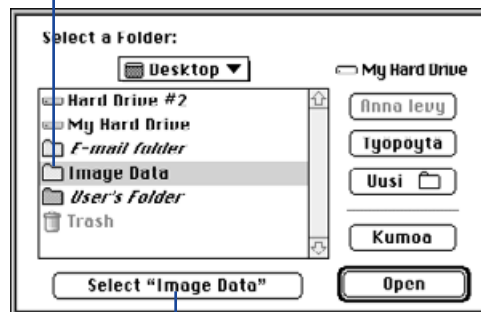 Select a Folder:
Desktop
My Hard Drive
Hard Drive #2
My Hard Drive
E-mail folder
Image Data
User's Folder
Trash
Anna levy
Tyopoyta
Uusi
Kumoa
Select “Image Data”
Open